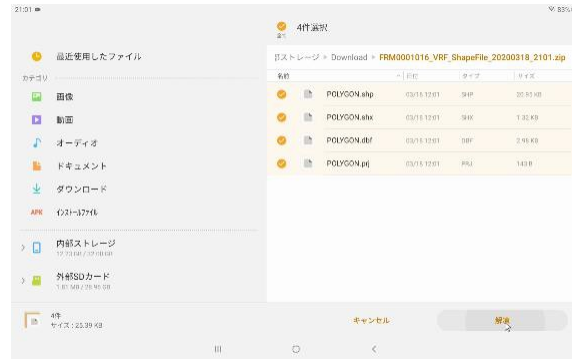 21:01
83%
全て
4件選択
最近使用したファイル
カテゴリ
画像
動画
オーディオ
ドキュメント
ダウンロード
APK インストールファイル
内部ストレージ
外部SDカード
4件
サイズ : 25.39 KB
ストレージ > Download > FRM0001016_VRF_ShapeFile_20200318_2101.zip
名前 日時 タイプ サイズ
POLYGON.shp 03/18 12:01 SHP
POLYGON.shx 03/18 12:01 SHX 1.32 KB
POLYGON.dbf 03/18 12:01 DBF 2.98 KB
POLYGON.prj 03/18 12:01 PRJ 143 B
キャンセル
解凍